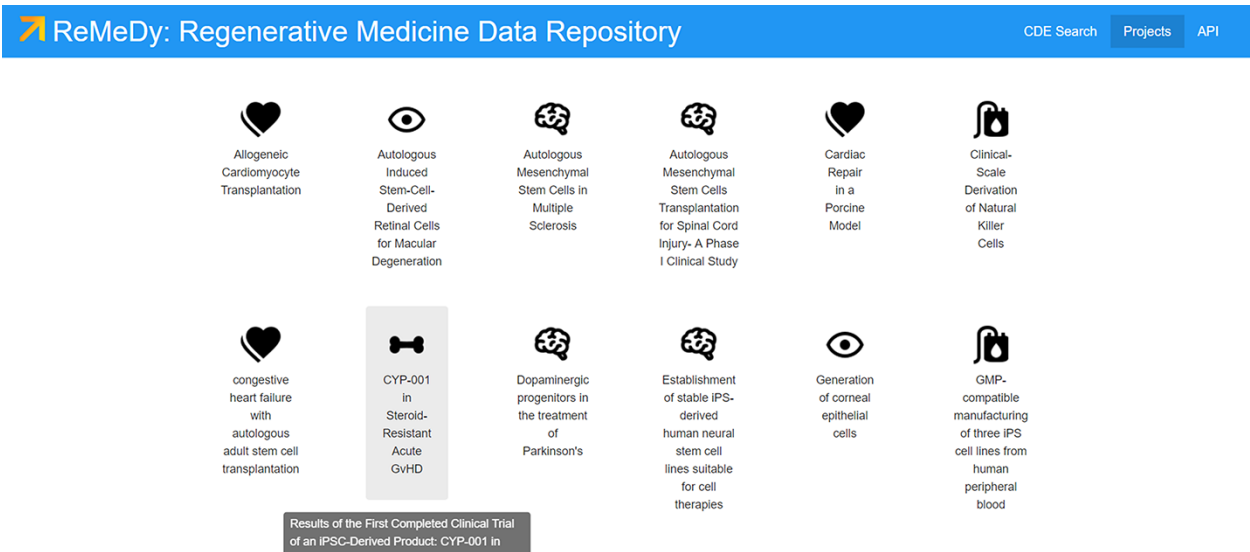 ReMeDy: Regenerative Medicine Data Repository
CDE Search
Projects
API
Allogeneic
Cardiomyocyte
Transplantation
Autologous
Induced
Stem-Cell-
Derived
Retinal Cells
for Macular
Degeneration
Autologous
Mesenchymal
Stem Cells in
Multiple
Sclerosis
Autologous
Mesenchymal
Stem Cells
Transplantation
for Spinal Cord
Injury- A Phase
I Clinical Study
Cardiac
Repair
in a
Porcine
Model
Clinical-
Scale
Derivation
of Natural
Killer
Cells
congestive
heart failure
with
autologous
adult stem cell
transplantation
CYP-001
in
Steroid-
Resistant
Acute
GvHD
Dopaminergic
progenitors in
the treatment
of
Parkinson's
Establishment
of stable iPS-
derived
human neural
stem cell
lines suitable
for cell
therapies
Generation
of corneal
epithelial
cells
GMP-
compatible
manufacturing
of three iPS
cell lines from
human
peripheral
blood
Results of the First Completed Clinical Trial
of an iPSC-Derived Product: CYP-001 in